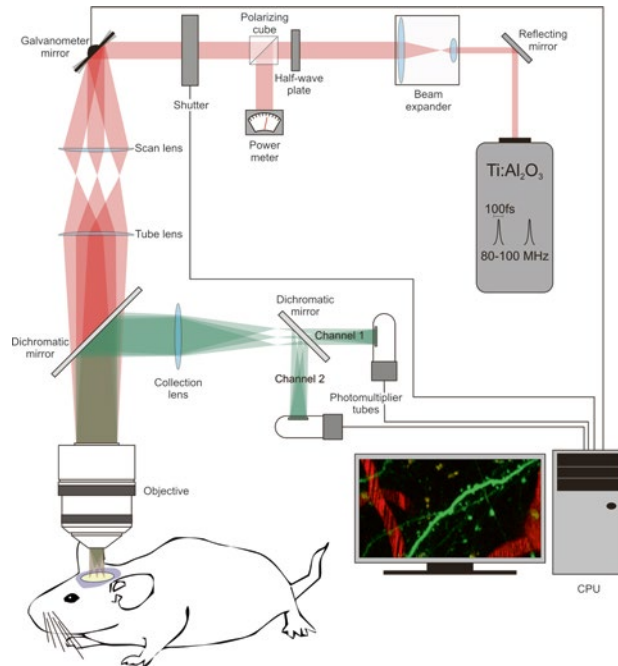 Galvanometer
mirror
Shutter
Polarizing
cube
Half-wave
plate
Power
meter
Beam
expander
Reflecting
mirror
Ti:Al₂O₃
100fs
80-100 MHz
Scan lens
Tube lens
Dichromatic
mirror
Collection
lens
Dichromatic
mirror
Channel 1
Channel 2
Photomultiplier
tubes
Objective
CPU